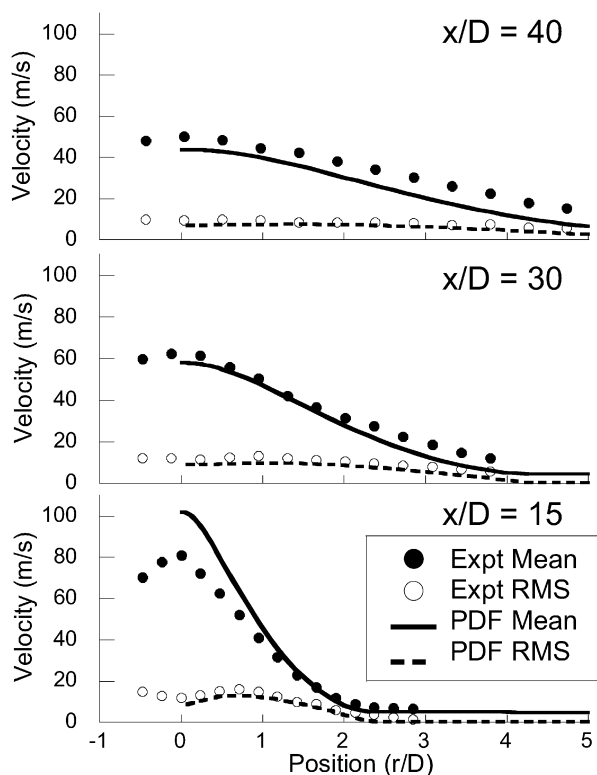 x/D = 40
Velocity (m/s)
100
80
60
40
20
0
x/D = 30
Velocity (m/s)
100
80
60
40
20
0
x/D = 15
Velocity (m/s)
100
80
60
40
20
0
Expt Mean
Expt RMS
PDF Mean
PDF RMS
-1 0 1 2 3 4 5
Position (r/D)